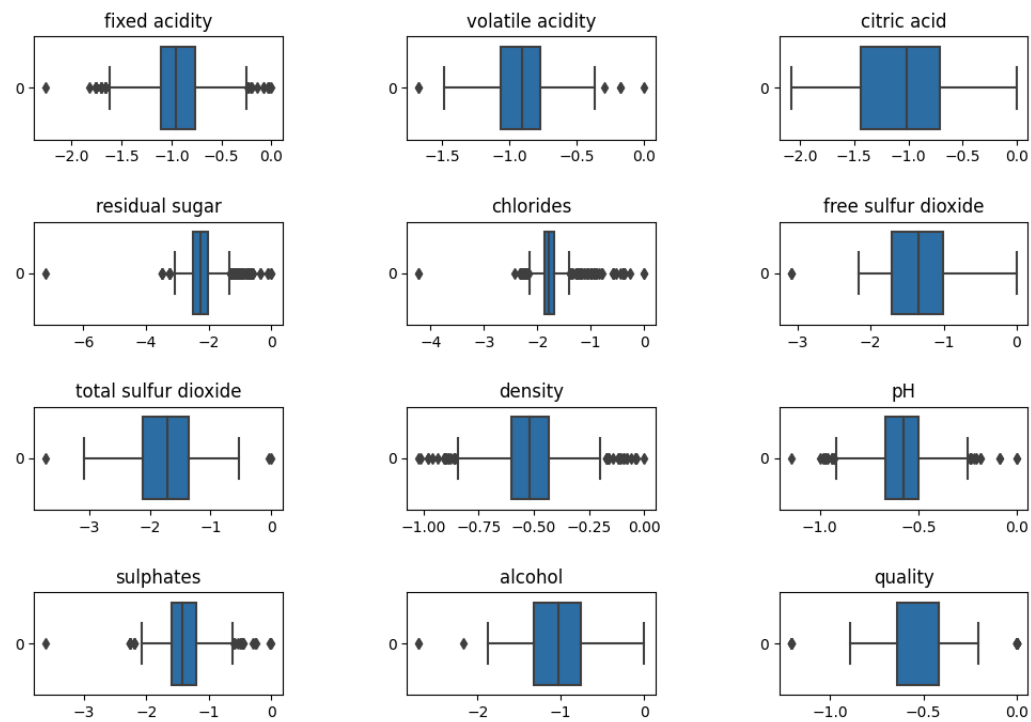 fixed acidity volatile acidity citric acid
0 0 0
−2.0 −1.5 −1.0 −0.5 0.0 −1.5 −1.0 −0.5 0.0 −2.0 −1.5 −1.0 −0.5 0.0
residual sugar chlorides free sulfur dioxide
0 0 0
−6 −4 −2 0 −4 −3 −2 −1 0 −3 −2 −1 0
total sulfur dioxide density pH
0 0 0
−3 −2 −1 0 −1.00 −0.75 −0.50 −0.25 0.00 −1.0 −0.5 0.0
sulphates alcohol quality
0 0 0
−3 −2 −1 0 −2 −1 0 −1.0 −0.5 0.0